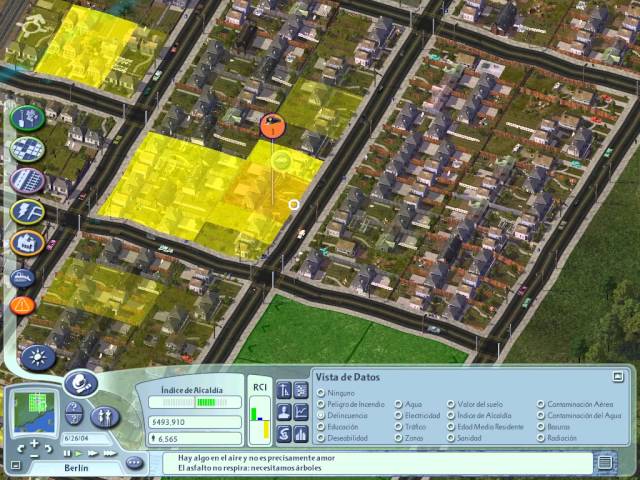 Vista de Datos
Índice de Alcaldía
RCI
Ninguno
Peligro de Incendio
Agua
Valor del suelo
Contaminación Aérea
Delincuencia
Electricidad
Índice de Alcaldía
Contaminación del Agua
§493,910
Educación
Tráfico
Edad Media Residente
Basuras
Deseabilidad
Zonas
Sanidad
Radiación
6/26/04
6,565
Berlín
Hay algo en el aire y no es precisamente amor
El asfalto no respira: necesitamos árboles